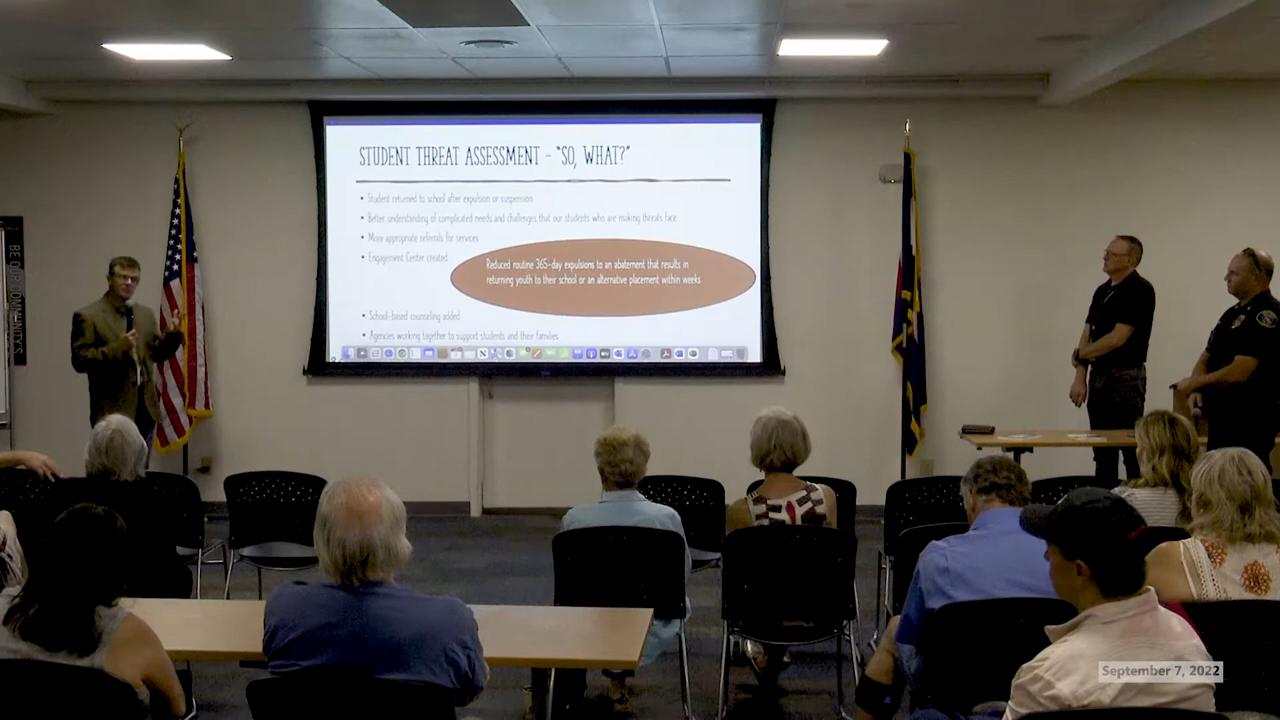 STUDENT THREAT ASSESSMENT - "SO, WHAT?"
• Student returned to school after expulsion or suspension
• Better understanding of complicated needs and challenges that our students who are making threats face
• More appropriate referrals for services
• Engagement Center created
Reduced routine 365-day expulsions to an abatement that results in
returning youth to their school or an alternative placement within weeks
• School-based counseling added
• Agencies working together to support students and their families
BE OUR COMMUNITY'S
September 7, 2022